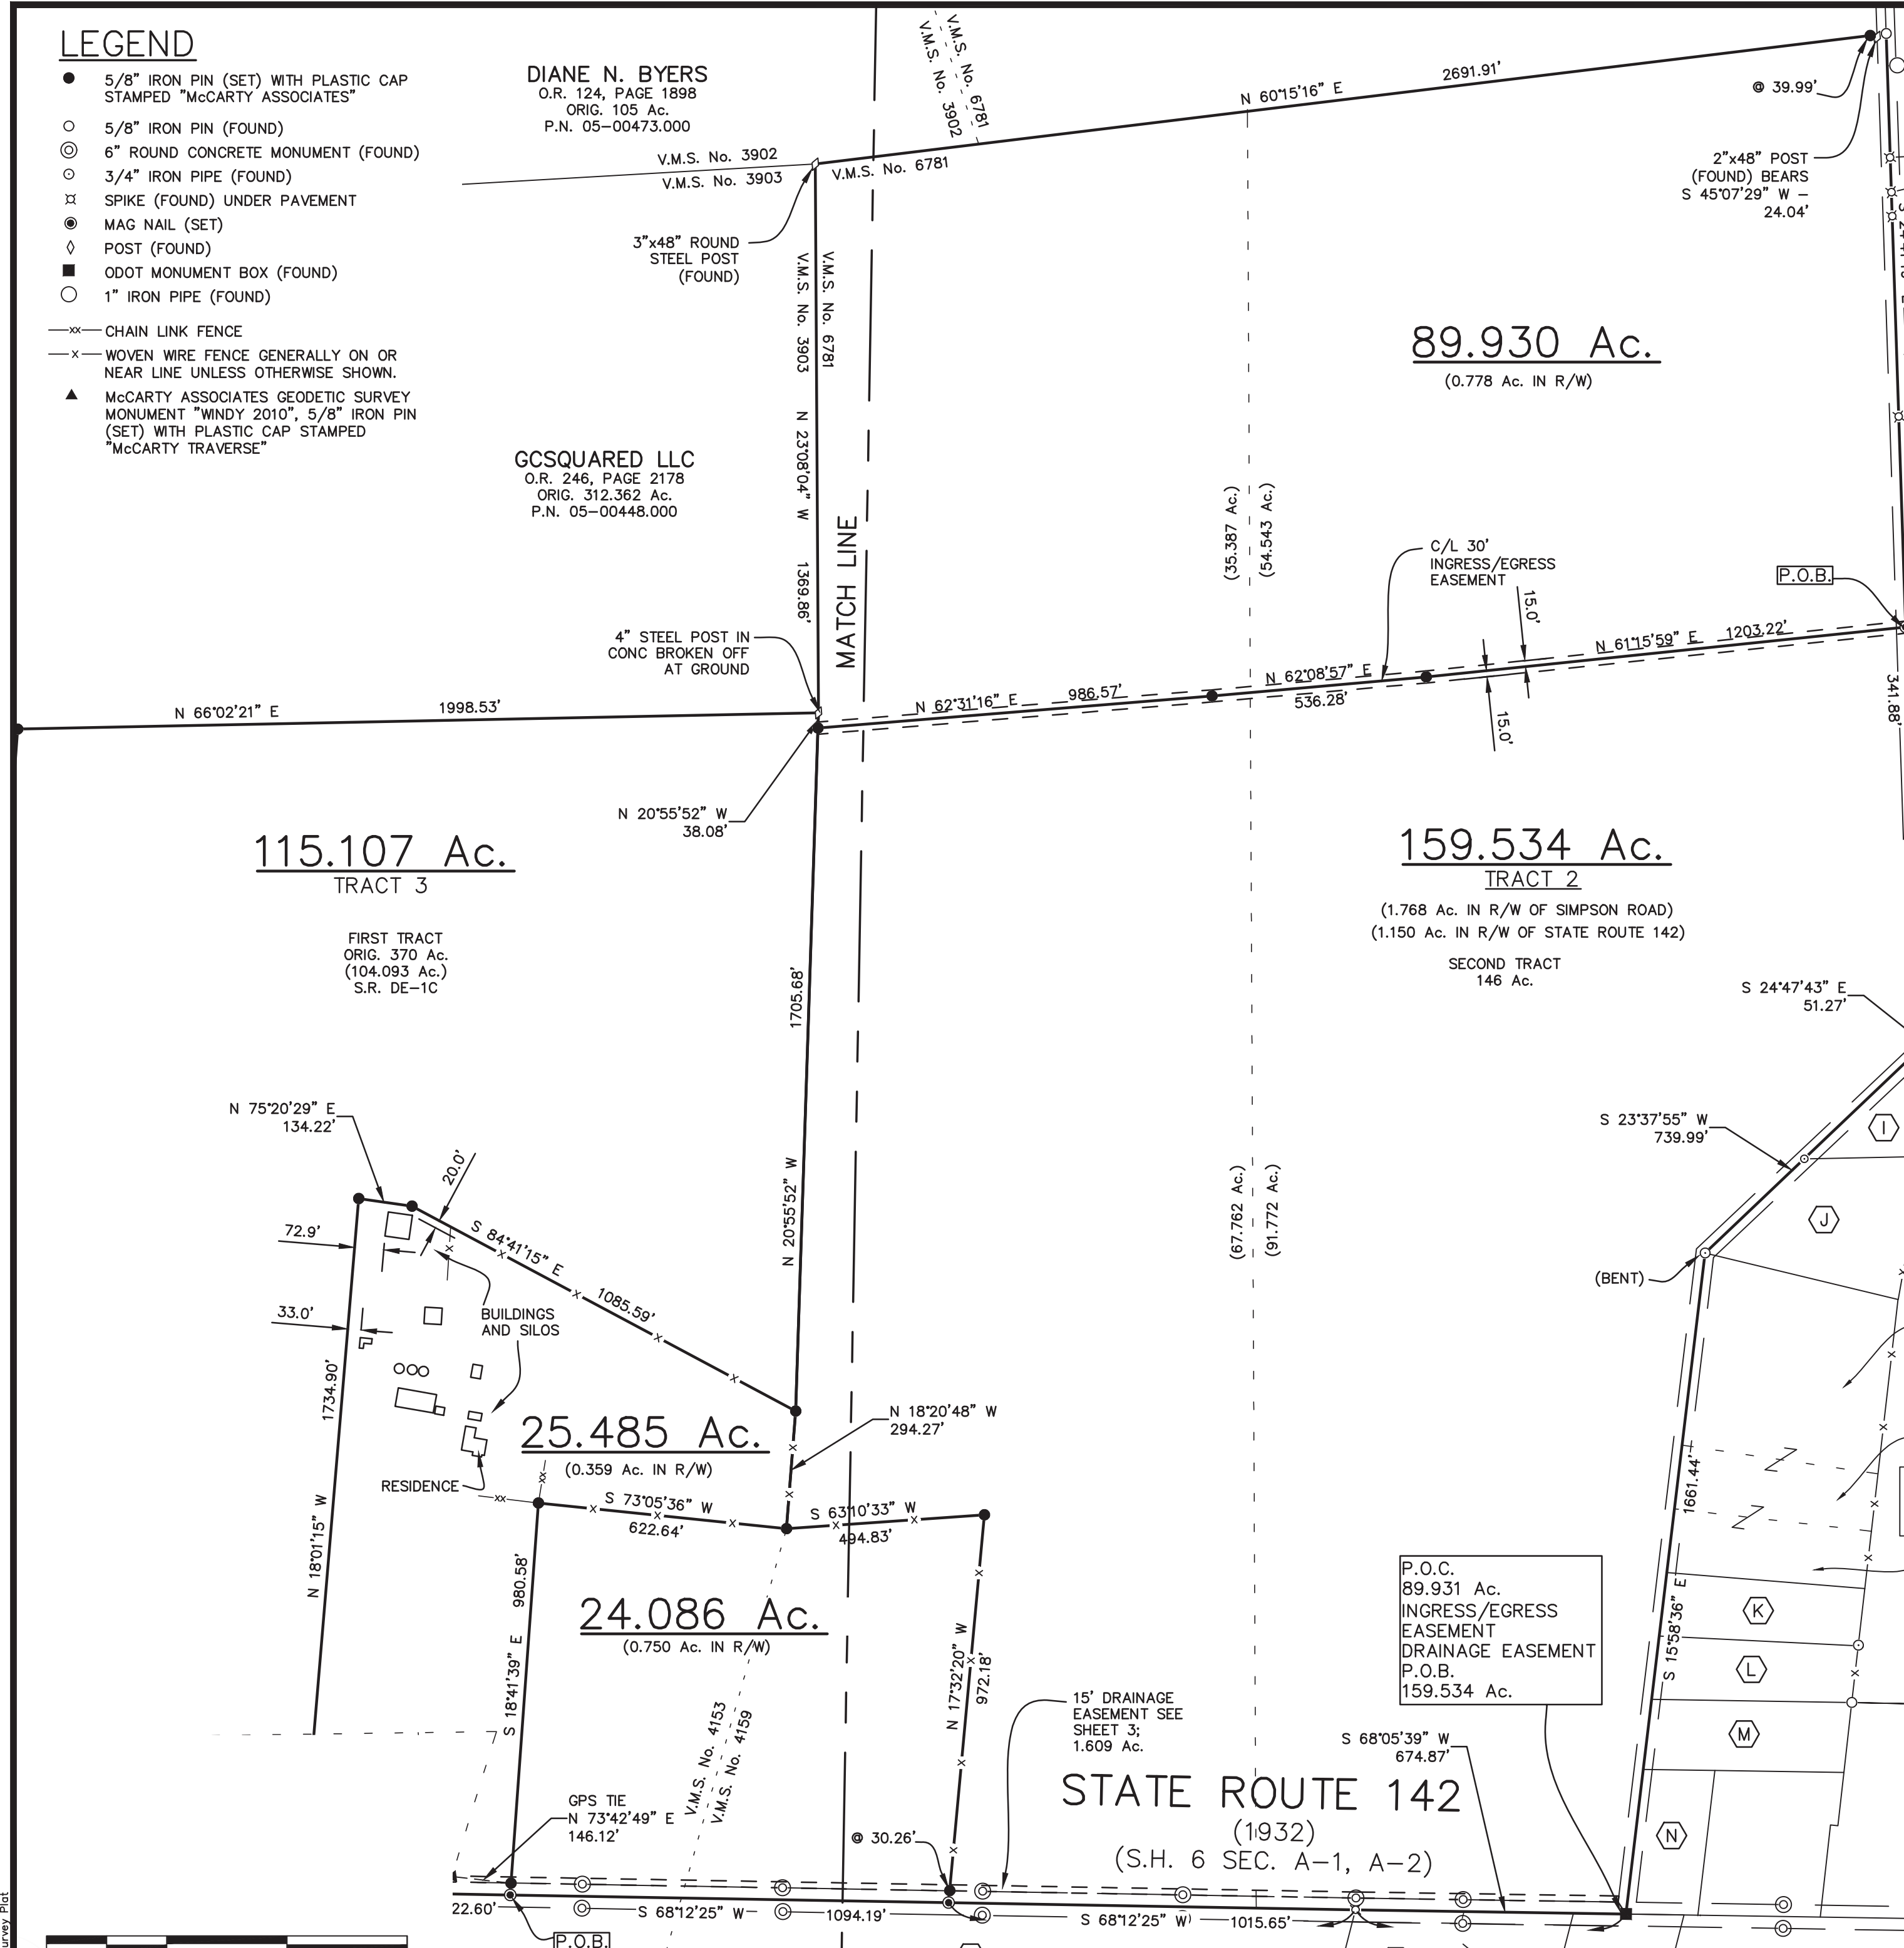 LEGEND
5/8" IRON PIN (SET) WITH PLASTIC CAP
STAMPED "McCARTY ASSOCIATES"
5/8" IRON PIN (FOUND)
6" ROUND CONCRETE MONUMENT (FOUND)
3/4" IRON PIPE (FOUND)
SPIKE (FOUND) UNDER PAVEMENT
MAG NAIL (SET)
POST (FOUND)
ODOT MONUMENT BOX (FOUND)
1" IRON PIPE (FOUND)
xx CHAIN LINK FENCE
x WOVEN WIRE FENCE GENERALLY ON OR
NEAR LINE UNLESS OTHERWISE SHOWN.
McCARTY ASSOCIATES GEODETIC SURVEY
MONUMENT "WINDY 2010", 5/8" IRON PIN
(SET) WITH PLASTIC CAP STAMPED
"McCARTY TRAVERSE"
DIANE N. BYERS
O.R. 124, PAGE 1898
ORIG. 105 Ac.
P.N. 05-00473.000
V.M.S. No. 6781
V.M.S. No. 3902
N 60°15'16" E 2691.91'
@ 39.99'
2"x48" POST
(FOUND) BEARS
S 45°07'29" W -
24.04'
V.M.S. No. 3902
V.M.S. No. 3903
V.M.S. No. 6781
3"x48" ROUND
STEEL POST
(FOUND)
V.M.S. No. 6781
V.M.S. No. 3903 N 23°08'04" W 1369.86'
MATCH LINE
89.930 Ac.
(0.778 Ac. IN R/W)
GCSQUARED LLC
O.R. 246, PAGE 2178
ORIG. 312.362 Ac.
P.N. 05-00448.000
(35.387 Ac.)
(54.543 Ac.)
C/L 30'
INGRESS/EGRESS
EASEMENT
15.0'
15.0'
P.O.B.
4" STEEL POST IN
CONC BROKEN OFF
AT GROUND
N 66°02'21" E 1998.53'
N 62°31'16" E 986.57'
N 62°08'57" E
536.28'
N 61°15'59" E 1203.22'
341.88'
N 20°55'52" W
38.08'
115.107 Ac.
TRACT 3
FIRST TRACT
ORIG. 370 Ac.
(104.093 Ac.)
S.R. DE-1C
159.534 Ac.
TRACT 2
(1.768 Ac. IN R/W OF SIMPSON ROAD)
(1.150 Ac. IN R/W OF STATE ROUTE 142)
SECOND TRACT
146 Ac.
S 24°47'43" E
51.27'
N 20°55'52" W 1705.68'
S 23°37'55" W
739.99'
I
J
(BENT)
(67.762 Ac.)
(91.772 Ac.)
N 75°20'29" E
134.22'
20.0'
S 84°41'15" E 1085.59'
72.9'
33.0'
BUILDINGS
AND SILOS
N 18°01'15" W 1734.90'
25.485 Ac.
(0.359 Ac. IN R/W)
N 18°20'48" W
294.27'
RESIDENCE
S 73°05'36" W
622.64'
S 63°10'33" W
494.83'
S 18°41'39" E 980.58'
24.086 Ac.
(0.750 Ac. IN R/W)
V.M.S. No. 4153
V.M.S. No. 4159
N 17°32'20" W
972.18'
P.O.C.
89.931 Ac.
INGRESS/EGRESS
EASEMENT
DRAINAGE EASEMENT
P.O.B.
159.534 Ac.
S 15°58'36" E 1661.44'
K
L
M
N
15' DRAINAGE
EASEMENT SEE
SHEET 3;
1.609 Ac.
S 68°05'39" W
674.87'
STATE ROUTE 142
(1932)
(S.H. 6 SEC. A-1, A-2)
GPS TIE
N 73°42'49" E
146.12'
@ 30.26'
22.60'
S 68°12'25" W 1094.19'
S 68°12'25" W 1015.65'
P.O.B.